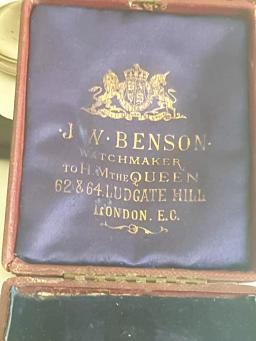 · J · W · BENSON ·
WATCHMAKER
TO H.M THE QUEEN
62 & 64. LUDGATE HILL
LONDON. E.C.